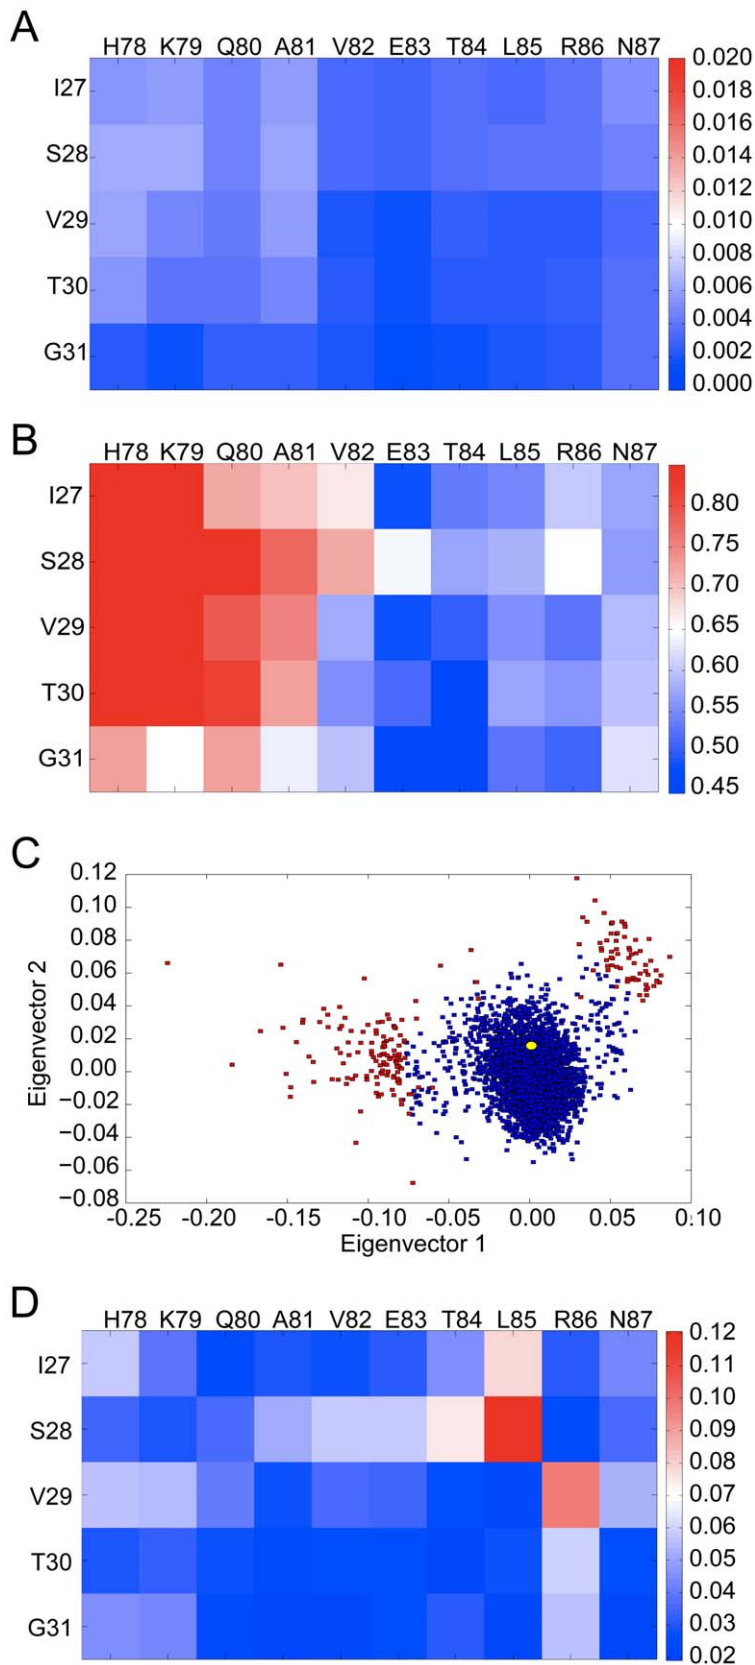 A
H78 K79 Q80 A81 V82 E83 T84 L85 R86 N87
I27
S28
V29
T30
G31
0.020
0.018
0.016
0.014
0.012
0.010
0.008
0.006
0.004
0.002
0.000
B
H78 K79 Q80 A81 V82 E83 T84 L85 R86 N87
I27
S28
V29
T30
G31
0.80
0.75
0.70
0.65
0.60
0.55
0.50
0.45
C
0.12
0.10
0.08
0.06
0.04
0.02
0.00
−0.02
−0.04
−0.06
−0.08
Eigenvector 2
-0.25 -0.20 -0.15 -0.10 -0.05 0.00 0.05 0.10
Eigenvector 1
D
H78 K79 Q80 A81 V82 E83 T84 L85 R86 N87
I27
S28
V29
T30
G31
0.12
0.11
0.10
0.09
0.08
0.07
0.06
0.05
0.04
0.03
0.02